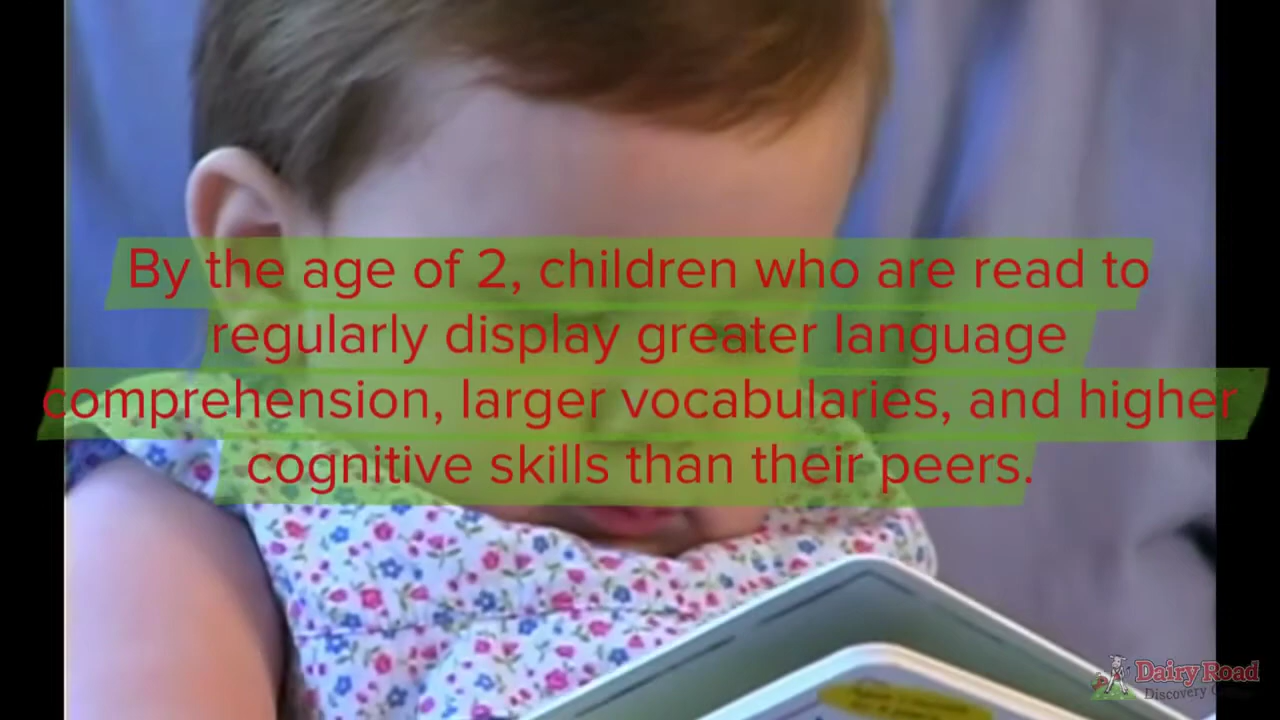 By the age of 2, children who are read to
regularly display greater language
comprehension, larger vocabularies, and higher
cognitive skills than their peers.
Dairy Road
Discovery